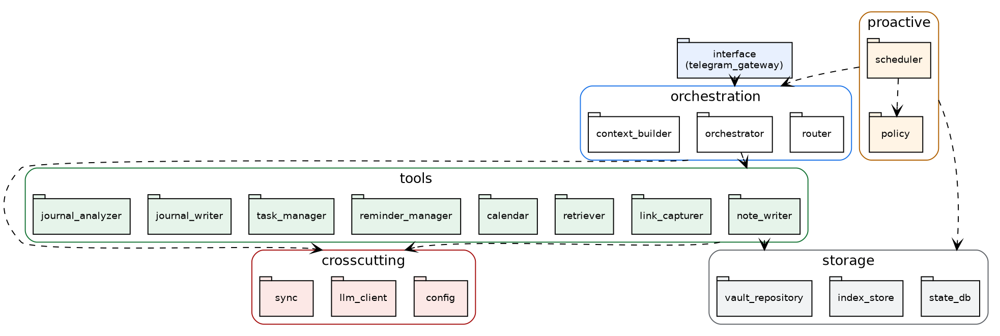 proactive
scheduler
interface
(telegram_gateway)
orchestration
context_builder
orchestrator
router
policy
tools
journal_analyzer
journal_writer
task_manager
reminder_manager
calendar
retriever
link_capturer
note_writer
crosscutting
sync
llm_client
config
storage
vault_repository
index_store
state_db